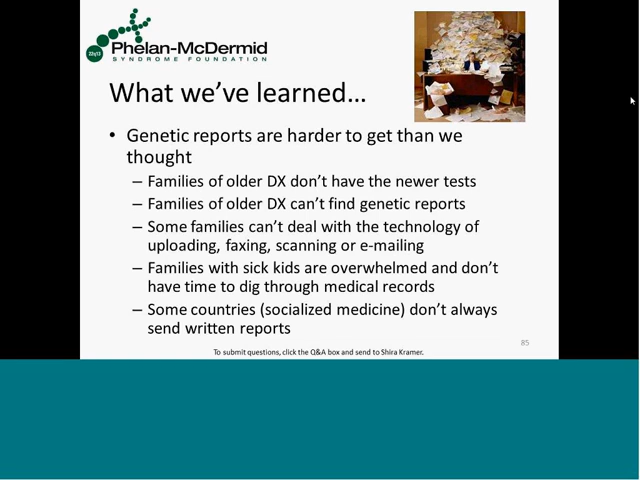 22q13
Phelan-McDermid
SYNDROME FOUNDATION
What we've learned...
• Genetic reports are harder to get than we
thought
– Families of older DX don't have the newer tests
– Families of older DX can't find genetic reports
– Some families can't deal with the technology of
uploading, faxing, scanning or e-mailing
– Families with sick kids are overwhelmed and don't
have time to dig through medical records
– Some countries (socialized medicine) don't always
send written reports
85
To submit questions, click the Q&A box and send to Shira Kramer.